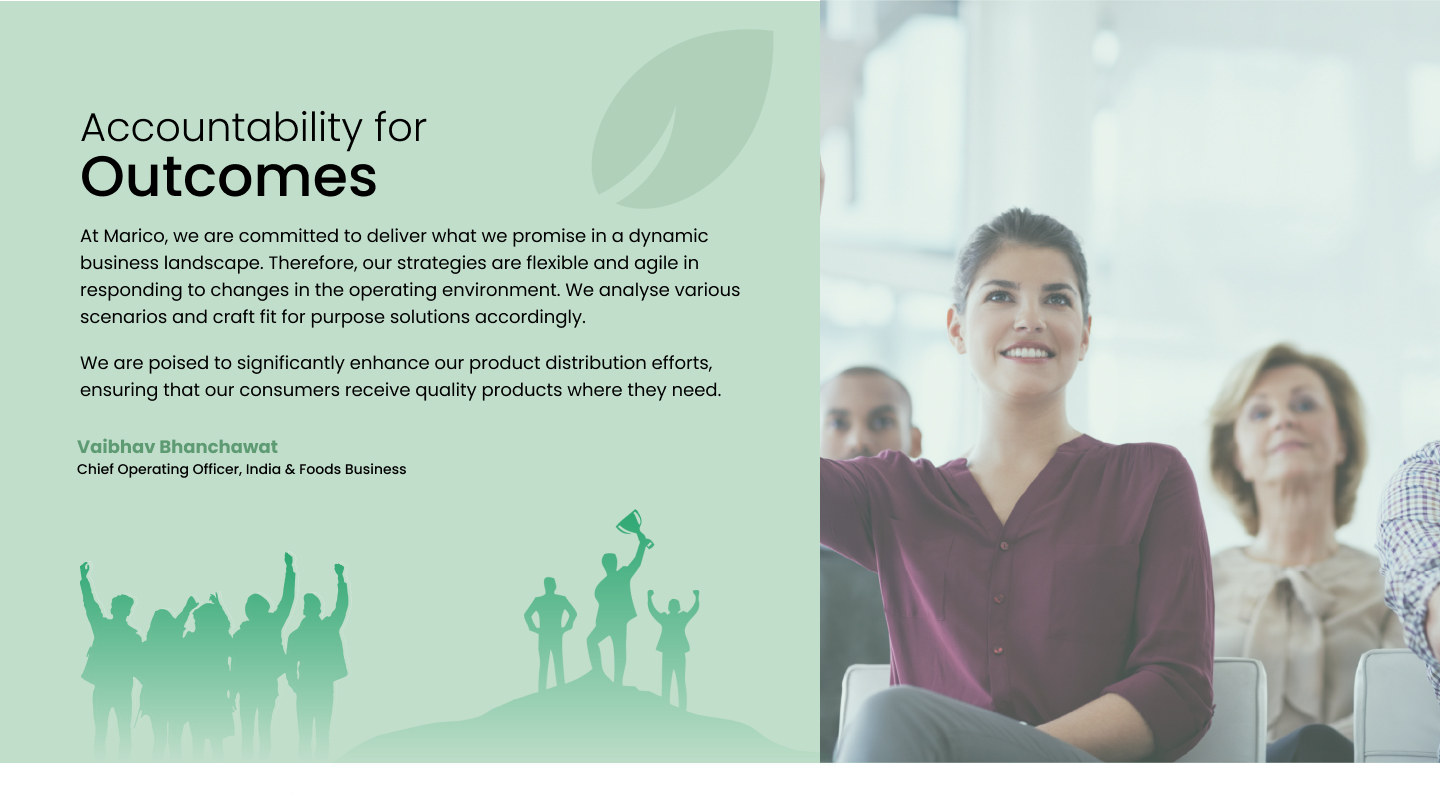 Accountability for
Outcomes
At Marico, we are committed to deliver what we promise in a dynamic
business landscape. Therefore, our strategies are flexible and agile in
responding to changes in the operating environment. We analyse various
scenarios and craft fit for purpose solutions accordingly.
We are poised to significantly enhance our product distribution efforts,
ensuring that our consumers receive quality products where they need.
Vaibhav Bhanchawat
Chief Operating Officer, India & Foods Business